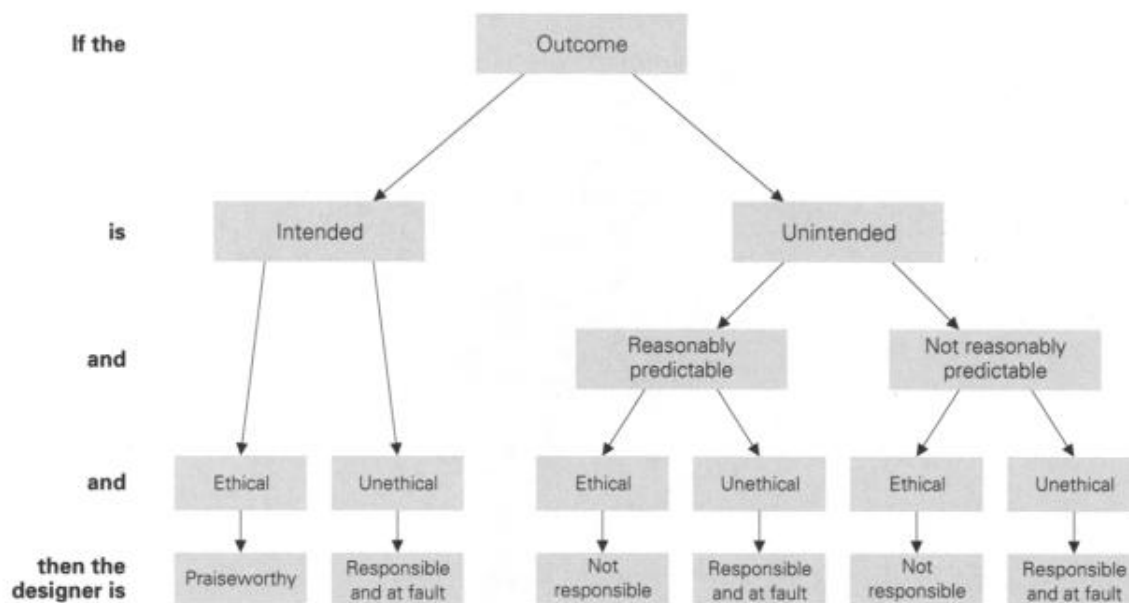 If the
Outcome
is
Intended
Unintended
and
Reasonably
predictable
Not reasonably
predictable
and
Ethical
Unethical
Ethical
Unethical
Ethical
Unethical
then the
designer is
Praiseworthy
Responsible
and at fault
Not
responsible
Responsible
and at fault
Not
responsible
Responsible
and at fault